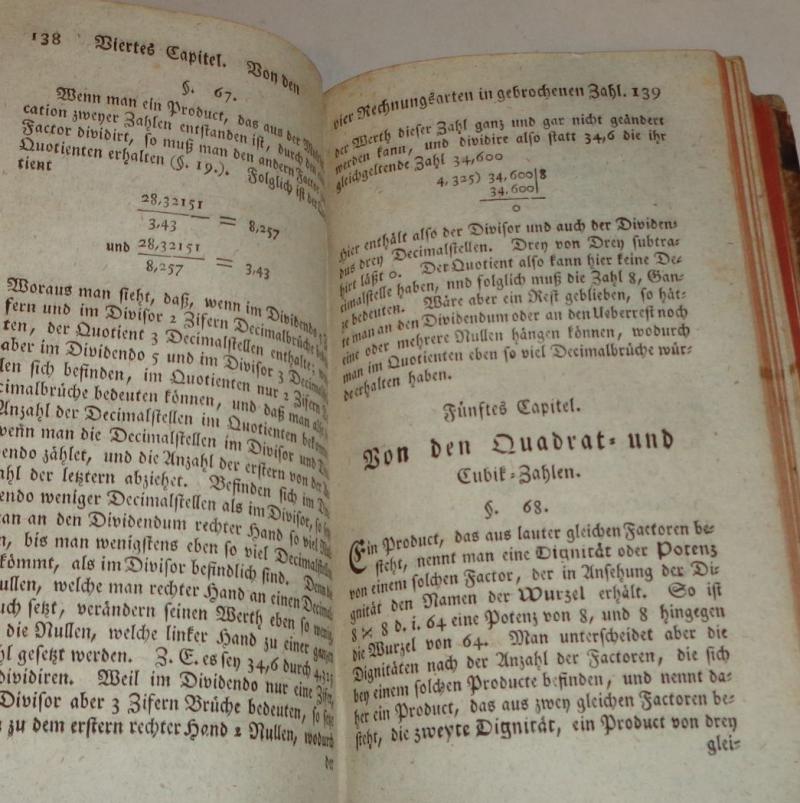 138 Viertes Capitel. Von den
§. 67.
Wenn man ein Product, das aus der
cation zweyer Zahlen entstanden ist, durch den
Factor dividirt, so muß man den andern Factor
Quotienten erhalten (§. 19.). Folglich ist der
tient
28,32151
3,43 = 8,257
und 28,32151
8,257 = 3,43
Woraus man sieht, daß, wenn im Dividendo
fern und im Divisor 2 Zifern Decimalbrüche
ten, der Quotient 3 Decimalstellen enthalte;
aber im Dividendo 5 und im Divisor 3
len sich befinden, im Quotienten nur 2 Zifern
cimalbrüche bedeuten können, und daß man
Anzahl der Decimalstellen im Quotienten
wenn man die Decimalstellen im Divisor und
endo zählet, und die Anzahl der erstern von der
ahl der letztern abziehet. Befinden sich im
endo weniger Decimalstellen als im Divisor, so
an an den Dividendum rechter Hand so viel
n, bis man wenigstens eben so viel Decimalstellen
kömmt, als im Divisor befindlich sind. Denn
ullen, welche man rechter Hand an einen
uch setzt, verändern seinen Werth eben so wenig
die Nullen, welche linker Hand zu einer ganzen
hl gesetzt werden. Z. E. es sey 34,6 durch 4,325
dividiren. Weil im Dividendo nur eine Zifer,
Divisor aber 3 Zifern Brüche bedeuten, so setzt
zu dem erstern rechter Hand 2 Nullen, wodurch
der
vier Rechnungsarten in gebrochenen Zahl. 139
der Werth dieser Zahl ganz und gar nicht geändert
werden kann, und dividire also statt 34,6 die ihr
gleichgeltende Zahl 34,600
4,325) 34,600|8
34.600
0
Hier enthält also der Divisor und auch der Dividen-
dus drey Decimalstellen. Drey von Drey subtra-
hirt läßt 0. Der Quotient also kann hier keine De-
cimalstelle haben, nnd folglich muß die Zahl 8, Gan-
ze bedeuten. Wäre aber ein Rest geblieben, so hät-
te man an den Dividendum oder an den Ueberrest noch
eine oder mehrere Nullen hängen können, wodurch
man im Quotienten eben so viel Decimalbrüche wür-
de erhalten haben.
Fünftes Capitel.
Von den Quadrat- und
Cubik-Zahlen.
§. 68.
Ein Product, das aus lauter gleichen Factoren be-
steht, nennt man eine Dignität oder Potenz
von einem solchen Factor, der in Ansehung der Di-
gnität den Namen der Wurzel erhält. So ist
8 × 8 d. i. 64 eine Potenz von 8, und 8 hingegen
die Wurzel von 64. Man unterscheidet aber die
Dignitäten nach der Anzahl der Factoren, die sich
bey einem solchen Producte befinden, und nennt da-
her ein Product, das aus zwey gleichen Factoren be-
steht, die zweyte Dignität, ein Product von drey
glei-